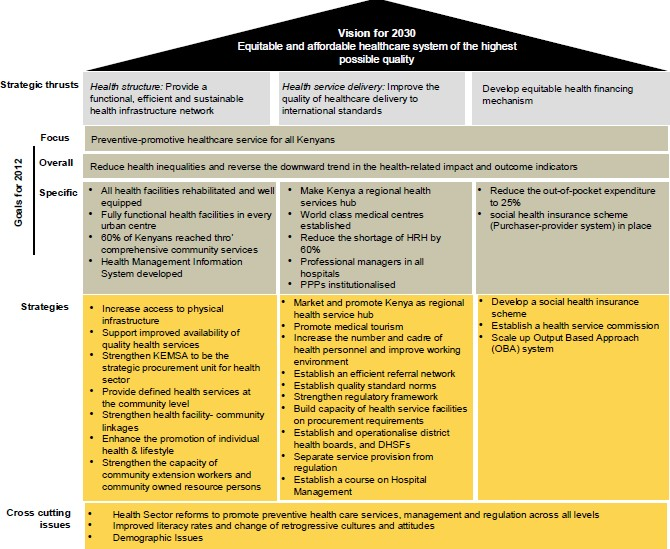 Vision for 2030
Equitable and affordable healthcare system of the highest
possible quality
Strategic thrusts
Health structure: Provide a
functional, efficient and sustainable
health infrastructure network
Health service delivery: Improve the
quality of healthcare delivery to
international standards
Develop equitable health financing
mechanism
Goals for 2012
Focus
Preventive-promotive healthcare service for all Kenyans
Overall
Reduce health inequalities and reverse the downward trend in the health-related impact and outcome indicators
Specific
• All health facilities rehabilitated and well
equipped
• Fully functional health facilities in every
urban centre
• 60% of Kenyans reached thro'
comprehensive community services
• Health Management Information
System developed
• Make Kenya a regional health
services hub
• World class medical centres
established
• Reduce the shortage of HRH by
60%
• Professional managers in all
hospitals
• PPPs institutionalised
• Reduce the out-of-pocket expenditure
to 25%
• social health insurance scheme
(Purchaser-provider system) in place
Strategies
• Increase access to physical
infrastructure
• Support improved availability of
quality health services
• Strengthen KEMSA to be the
strategic procurement unit for health
sector
• Provide defined health services at
the community level
• Strengthen health facility- community
linkages
• Enhance the promotion of individual
health & lifestyle
• Strengthen the capacity of
community extension workers and
community owned resource persons
• Market and promote Kenya as regional
health service hub
• Promote medical tourism
• Increase the number and cadre of
health personnel and improve working
environment
• Establish an efficient referral network
• Establish quality standard norms
• Strengthen regulatory framework
• Build capacity of health service facilities
on procurement requirements
• Establish and operationalise district
health boards, and DHSFs
• Separate service provision from
regulation
• Establish a course on Hospital
Management
• Develop a social health insurance
scheme
• Establish a health service commission
• Scale up Output Based Approach
(OBA) system
Cross cutting
issues
• Health Sector reforms to promote preventive health care services, management and regulation across all levels
• Improved literacy rates and change of retrogressive cultures and attitudes
• Demographic Issues